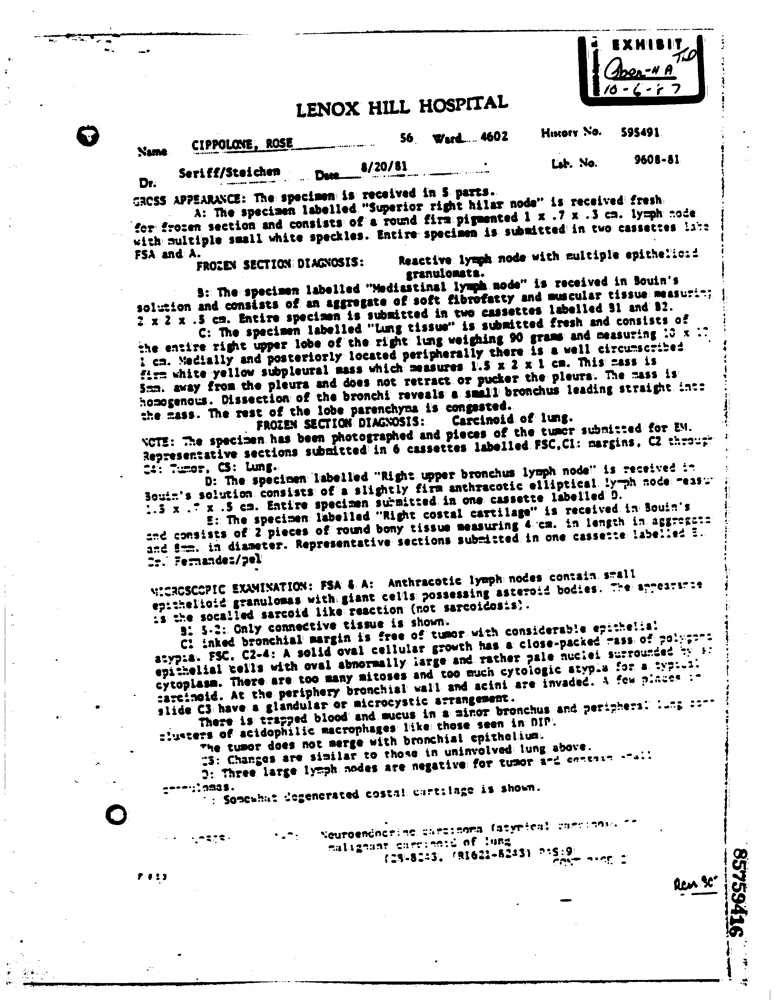 EXHIBIT
10-6-87
LENOX HILL HOSPITAL
Name CIPPOLONE, ROSE 56 Ward 4602 History No. S95491
Dr. Seriff/Steichen Date 8/20/81 Lab. No. 9608-81
GROSS APPEARANCE: The specimen is received in 5 parts.
A: The specimen labelled "Superior right hilar node" is received fresh
for frozen section and consists of a round firm pigmented 1 x .7 x .3 cm. lymph node
with multiple small white speckles. Entire specimen is submitted in two cassettes
FSA and A.
FROZEN SECTION DIAGNOSIS: Reactive lymph node with multiple epithelioid
granulomata.
B: The specimen labelled "Mediastinal lymph node" is received in Bouin's
solution and consists of an aggregate of soft fibrofatty and muscular tissue measuring
2 x 2 x .5 cm. Entire specimen is submitted in two cassettes labelled B1 and B2.
C: The specimen labelled "Lung tissue" is submitted fresh and consists of
the entire right upper lobe of the right lung weighing 90 grams and measuring x
1 cm. Medially and posteriorly located peripherally there is a well circumscribed
firm white yellow subpleural mass which measures 1.5 x 2 x 1 cm. This mass is
5mm. away from the pleura and does not retract or pucker the pleura. The mass is
homogenous. Dissection of the bronchi reveals a small bronchus leading straight into
the mass. The rest of the lobe parenchyma is congested.
FROZEN SECTION DIAGNOSIS: Carcinoid of lung.
NOTE: The specimen has been photographed and pieces of the tumor submitted for EM.
Representative sections submitted in 6 cassettes labelled FSC,C1: margins, C2 through
C4: Tumor, C5: Lung.
D: The specimen labelled "Right upper bronchus lymph node" is received in
Bouin's solution consists of a slightly firm anthracotic elliptical lymph node
1.5 x .7 x .5 cm. Entire specimen submitted in one cassette labelled D.
E: The specimen labelled "Right costal cartilage" is received in Bouin's
and consists of 2 pieces of round bony tissue measuring 4 cm. in length in aggregate
and 8mm. in diameter. Representative sections submitted in one cassette labelled E.
Dr. Fernandez/pel
MICROSCOPIC EXAMINATION: FSA & A: Anthracotic lymph nodes contain small
epithelioid granulomas with giant cells possessing asteroid bodies. The appearance
is the socalled sarcoid like reaction (not sarcoidosis).
Only connective tissue is shown.
C1 inked bronchial margin is free of tumor with considerable epithelial
atypia. FSC, C2-4: A solid oval cellular growth has a close-packed mass of polygonal
epithelial cells with oval abnormally large and rather pale nuclei surrounded by
cytoplasm. There are too many mitoses and too much cytologic atypia for a typical
carcinoid. At the periphery bronchial wall and acini are invaded. A few places in
slide C3 have a glandular or microcystic arrangement.
There is trapped blood and mucus in a minor bronchus and peripheral lung
clusters of acidophilic macrophages like those seen in DIP.
The tumor does not merge with bronchial epithelium.
C5: Changes are similar to those in uninvolved lung above.
D: Three large lymph nodes are negative for tumor and contain small
granulomas.
Somewhat degenerated costal cartilage is shown.
Neuroendocrine carcinoma (atypical carcinoid
malignant carcinoid of lung
85759416